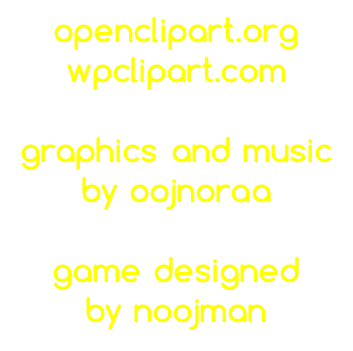 openclipart.org
wpclipart.com
graphics and music
by oojnoraa
game designed
by noojman